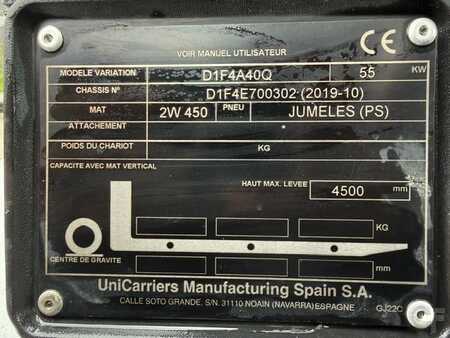 VOIR MANUEL UTILISATEUR
CE
MODELE VARIATION D1F4A40Q 55 KW
CHASSIS Nº D1F4E700302 (2019-10)
MAT 2W 450 PNEU JUMELES (PS)
ATTACHEMENT
POIDS DU CHARIOT KG
CAPACITE AVEC MAT VERTICAL
HAUT MAX. LEVEE 4500 mm
KG
CENTRE DE GRAVITE mm
UniCarriers Manufacturing Spain S.A.
CALLE SOTO GRANDE, S/N. 31110 NOAIN (NAVARRA) ESPAGNE GJ22C